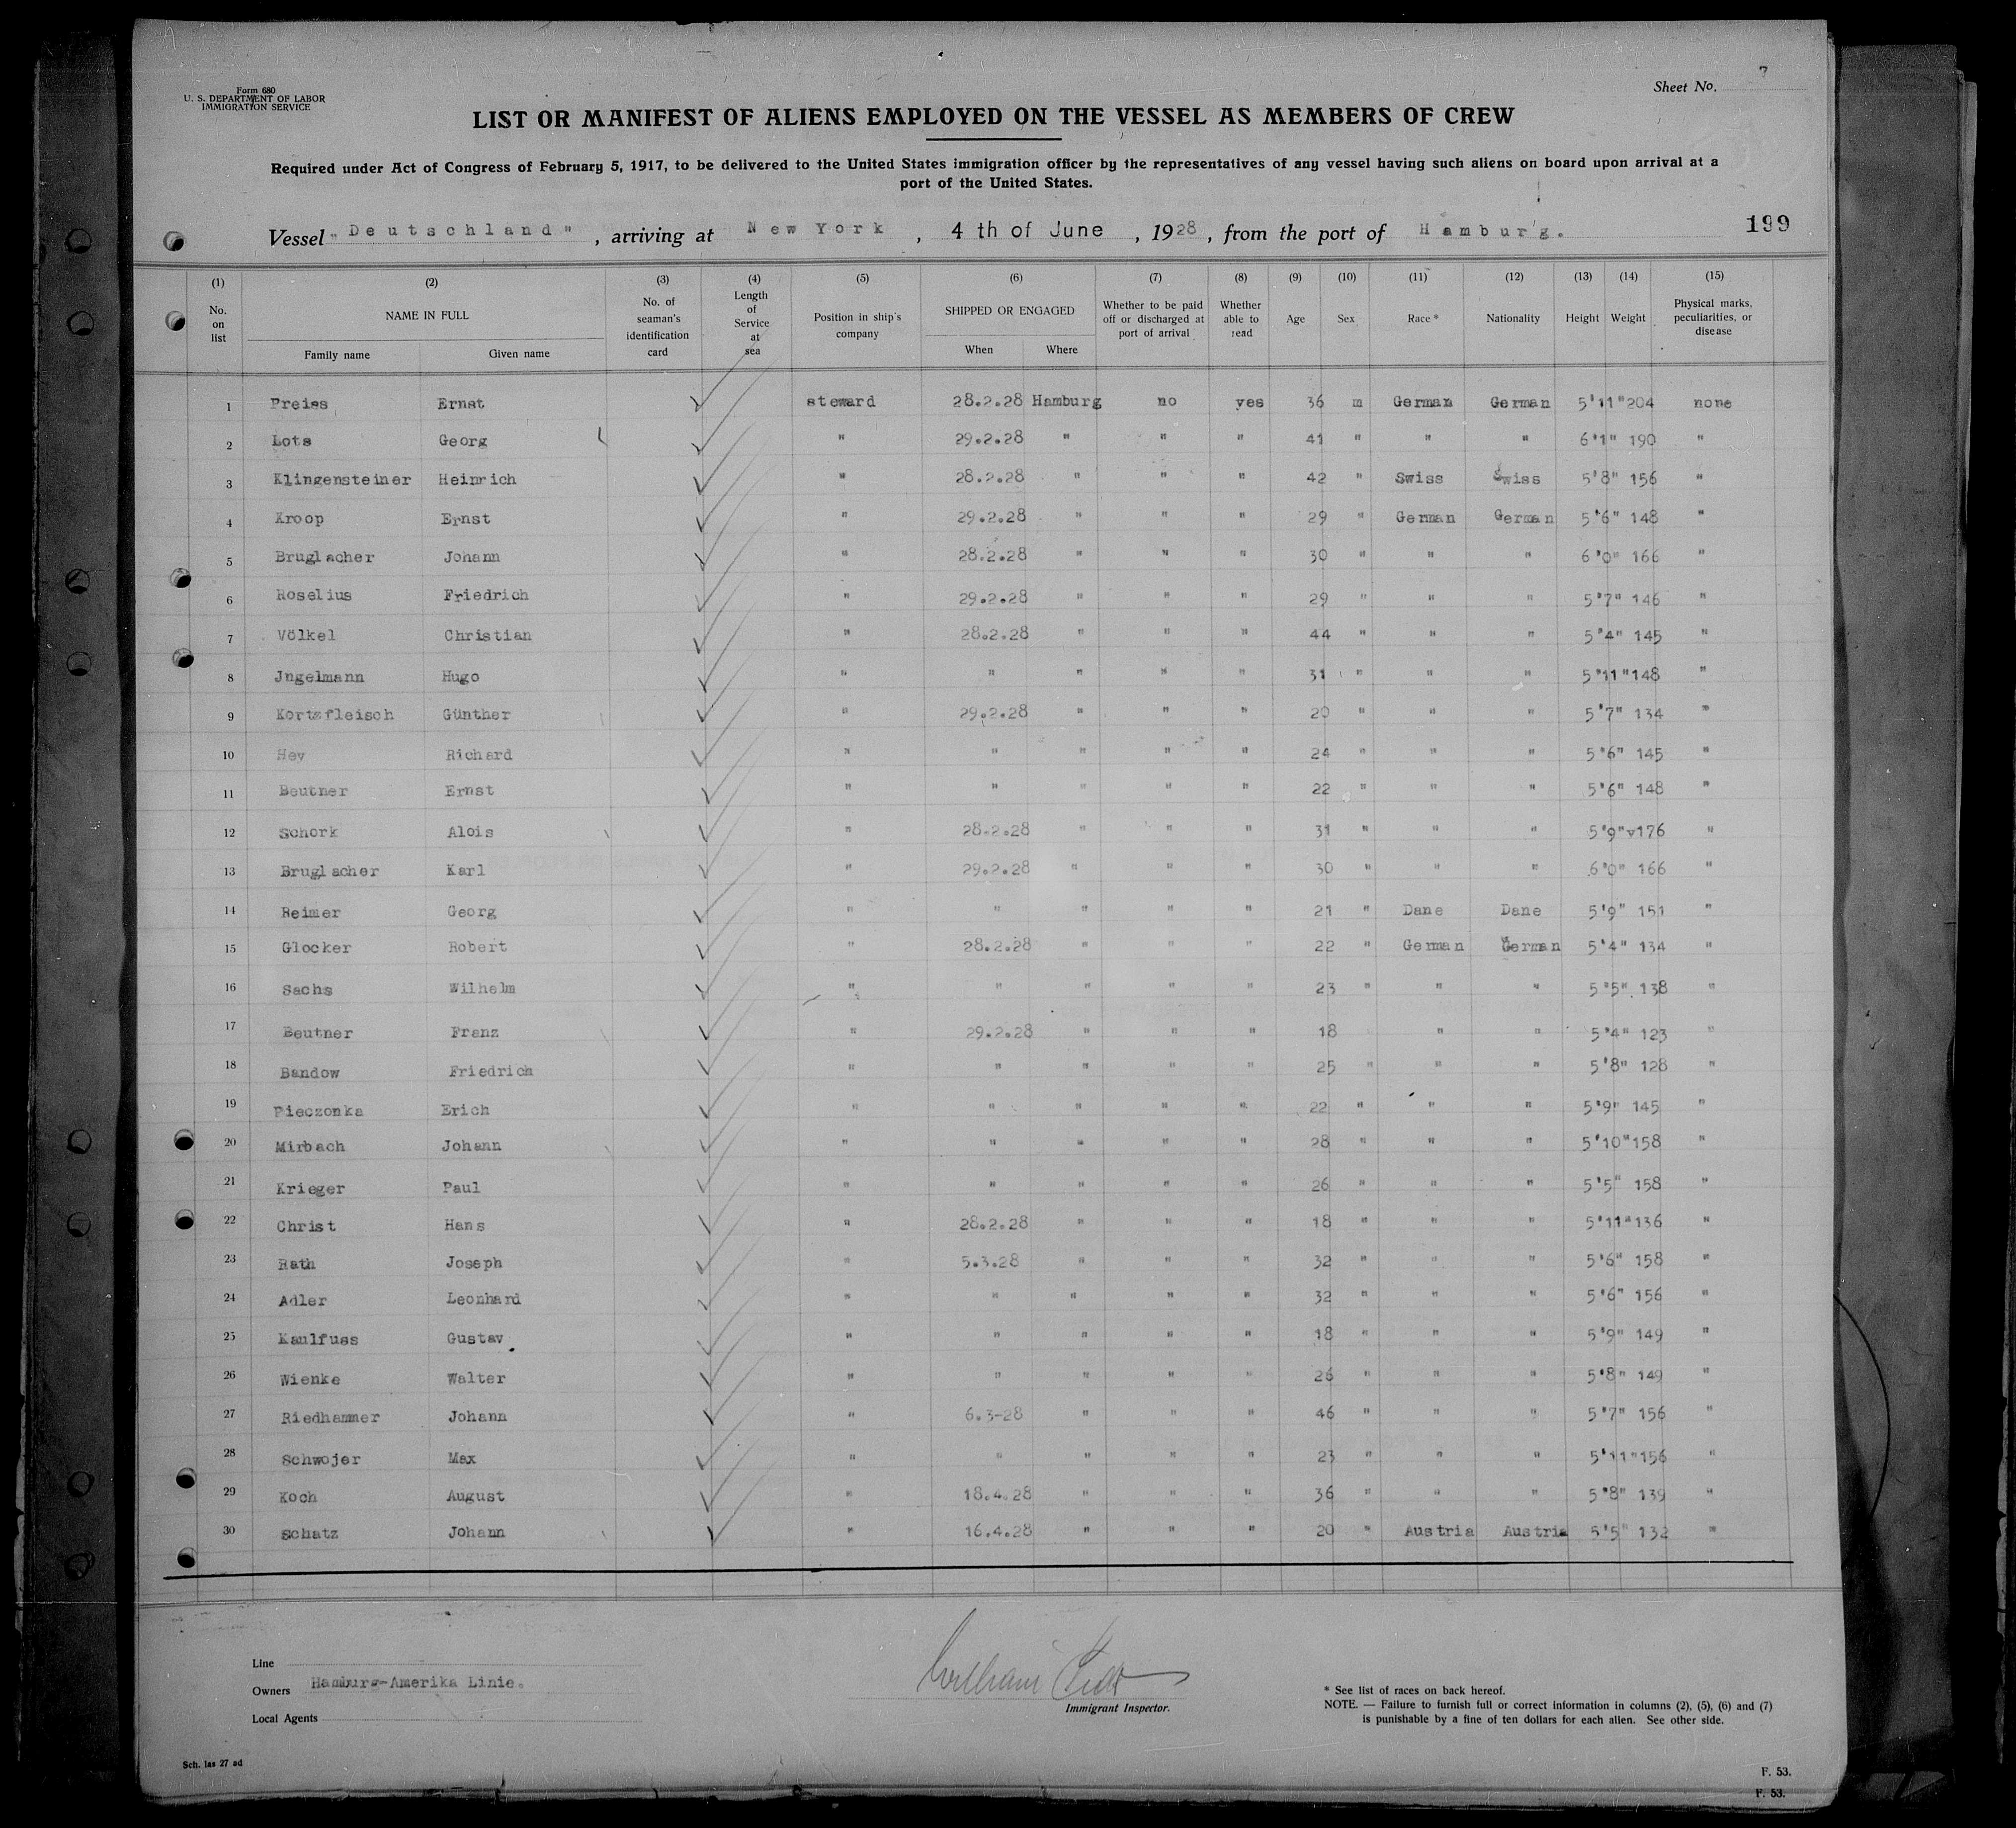 Form 680
U. S. DEPARTMENT OF LABOR
IMMIGRATION SERVICE
Sheet No. 7
LIST OR MANIFEST OF ALIENS EMPLOYED ON THE VESSEL AS MEMBERS OF CREW
Required under Act of Congress of February 5, 1917, to be delivered to the United States immigration officer by the representatives of any vessel having such aliens on board upon arrival at a
port of the United States.
Vessel "Deutschland", arriving at New York, 4 th of June, 1928, from the port of Hamburg.
199
(1) (2) (3) (4) (5) (6) (7) (8) (9) (10) (11) (12) (13) (14) (15)
No. on list NAME IN FULL Family name Given name No. of seaman's identification card Length of Service at sea Position in ship's company SHIPPED OR ENGAGED When Where Whether to be paid off or discharged at port of arrival Whether able to read Age Sex Race * Nationality Height Weight Physical marks, peculiarities, or disease
1 Preiss Ernst steward 28.2.28 Hamburg no yes 36 m German German 5'11" 204 none
2 Lots Georg " 29.2.28 " " " 41 " " " 6'1" 190 "
3 Klingensteiner Heinrich " 28.2.28 " " " 42 " Swiss Swiss 5'8" 156 "
4 Kroop Ernst " 29.2.28 " " " 29 " German German 5'6" 148 "
5 Bruglacher Johann " 28.2.28 " " " 30 " " " 6'0" 166 "
6 Roselius Friedrich " 29.2.28 " " " 29 " " " 5'7" 146 "
7 Völkel Christian " 28.2.28 " " " 44 " " " 5'4" 145 "
8 Jngelmann Hugo " " " " " 31 " " " 5'11" 148 "
9 Kortzfleisch Günther " 29.2.28 " " " 20 " " " 5'7" 134 "
10 Hey Richard " " " " " 24 " " " 5'6" 145 "
11 Beutner Ernst " " " " " 22 " " " 5'6" 148 "
12 Schork Alois " 28.2.28 " " " 31 " " " 5'9" 176 "
13 Bruglacher Karl " 29.2.28 " " " 30 " " " 6'0" 166 "
14 Reimer Georg " " " " " 21 " Dane Dane 5'9" 151 "
15 Glocker Robert " 28.2.28 " " " 22 " German German 5'4" 134 "
16 Sachs Wilhelm " " " " " 23 " " " 5'5" 138 "
17 Beutner Franz " 29.2.28 " " " 18 " " 5'4" 123 "
18 Bandow Friedrich " " " " " 25 " " " 5'8" 128 "
19 Pieczonka Erich " " " " " 22 " " " 5'9" 145 "
20 Mirbach Johann " " " " " 28 " " " 5'10" 158 "
21 Krieger Paul " " " " " 26 " " " 5'5" 158 "
22 Christ Hans " 28.2.28 " " " 18 " " " 5'11" 136 "
23 Rath Joseph " 5.3.28 " " " 32 " " " 5'6" 158 "
24 Adler Leonhard " " " " " 32 " " " 5'6" 156 "
25 Kaulfuss Gustav " " " " " 18 " " " 5'9" 149 "
26 Wienke Walter " " " " " 26 " " " 5'8" 149 "
27 Riedhammer Johann " 6.3-28 " " " 46 " " " 5'7" 156 "
28 Schwojer Max " " " " " 23 " " " 5'11" 156 "
29 Koch August " 18.4.28 " " " 36 " " " 5'8" 139 "
30 Schatz Johann " 16.4.28 " " " 20 " Austria Austria 5'5" 132 "
Line
Owners Hamburg-Amerika Linie.
Local Agents
William
Immigrant Inspector.
* See list of races on back hereof.
NOTE. — Failure to furnish full or correct information in columns (2), (5), (6) and (7)
is punishable by a fine of ten dollars for each alien. See other side.
Sch. las 27 ad
F. 53.
F. 53.